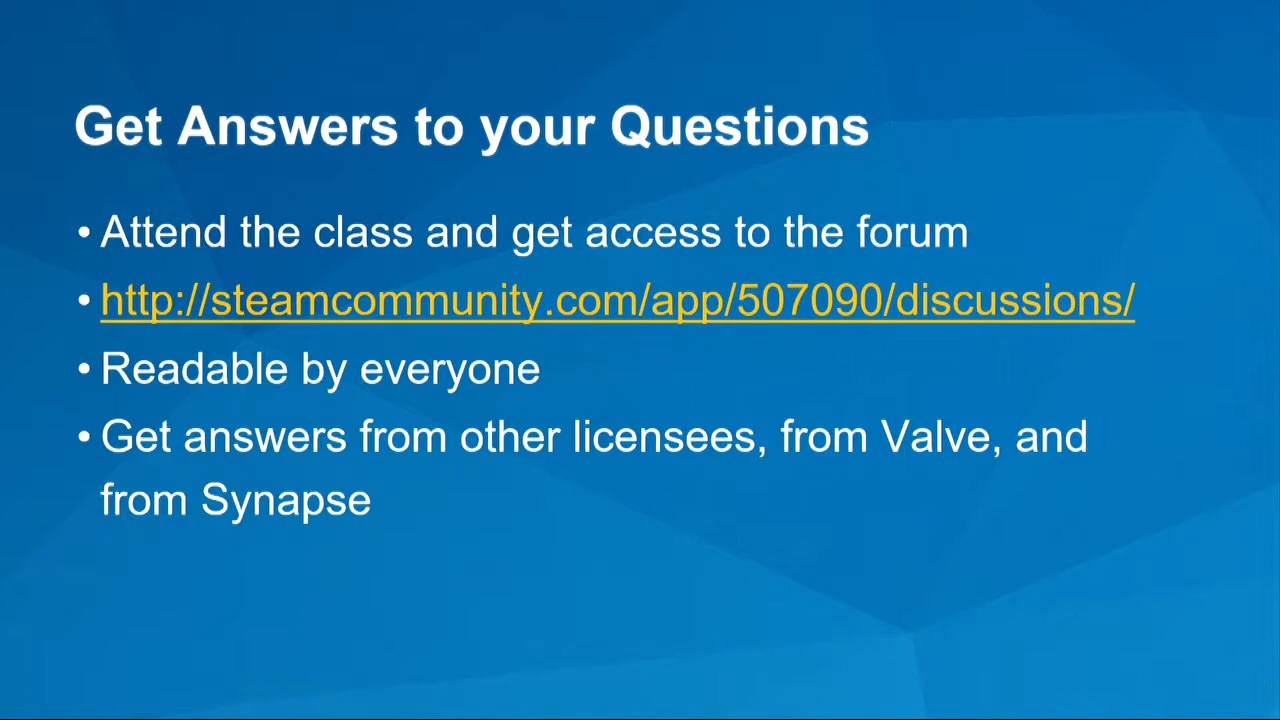 Get Answers to your Questions
• Attend the class and get access to the forum
• http://steamcommunity.com/app/507090/discussions/
• Readable by everyone
• Get answers from other licensees, from Valve, and
from Synapse